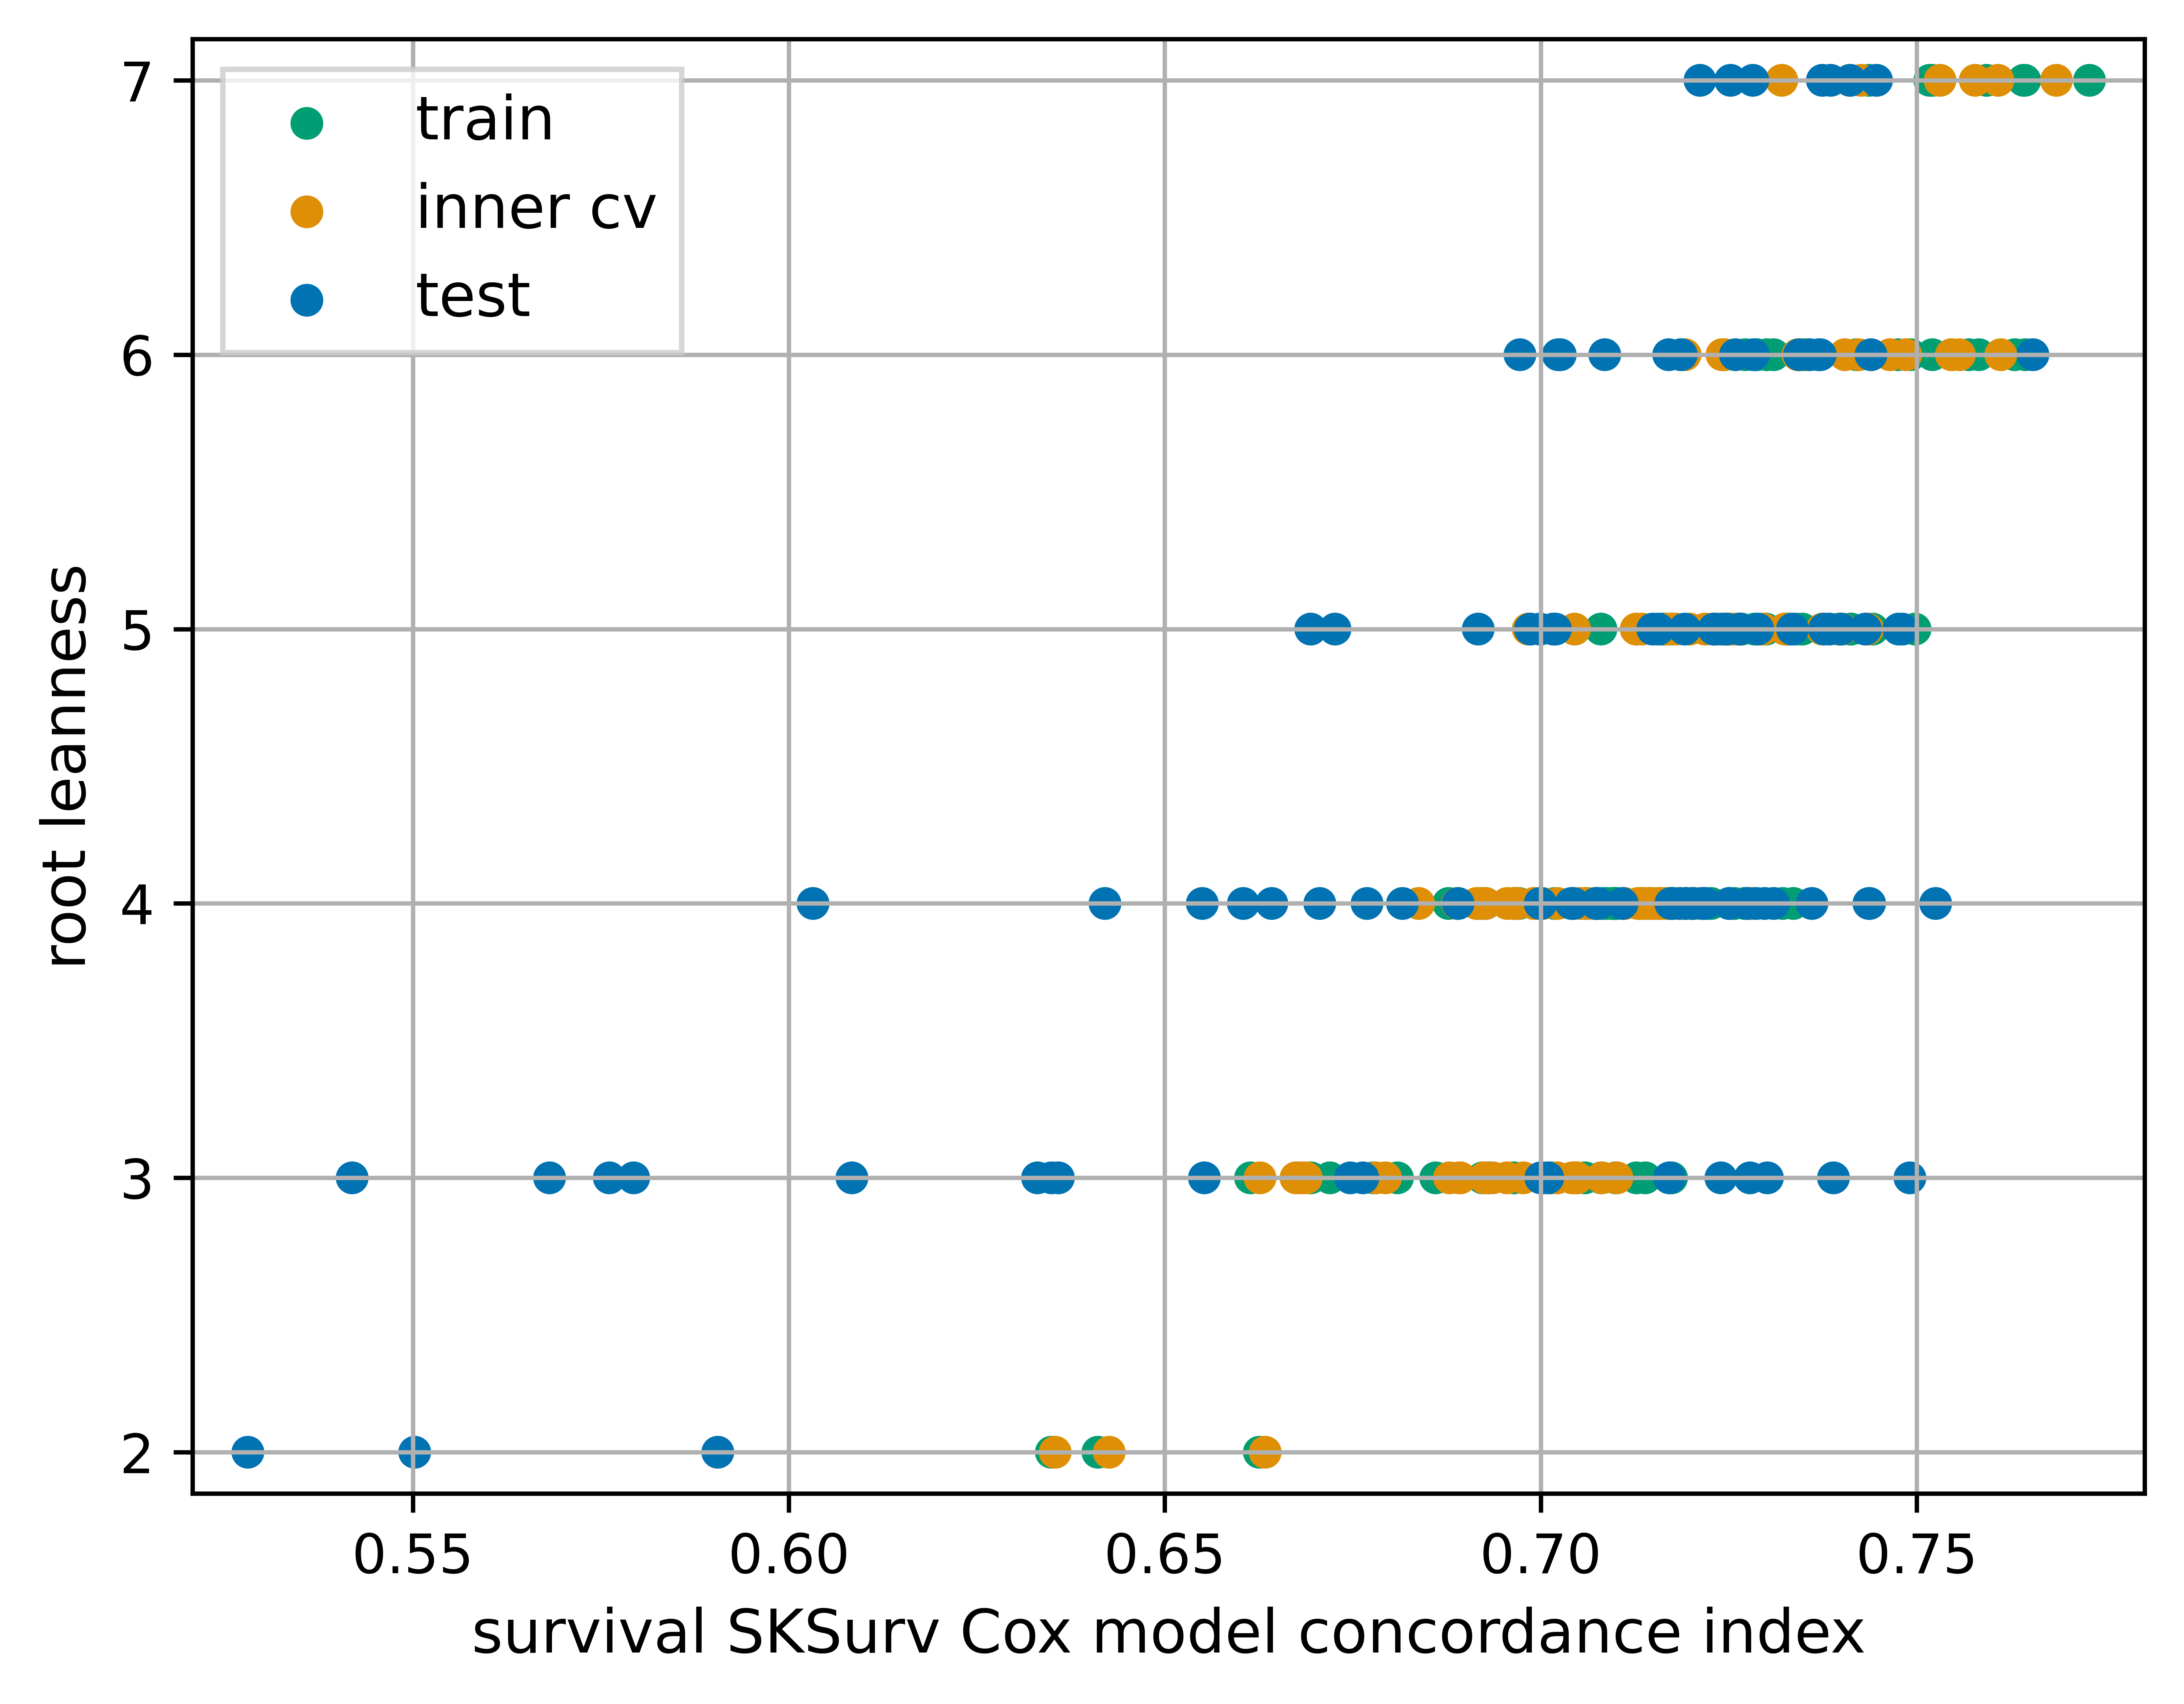 train
inner cv
test
7
6
5
4
3
2
root leanness
0.55 0.60 0.65 0.70 0.75
survival SKSurv Cox model concordance index